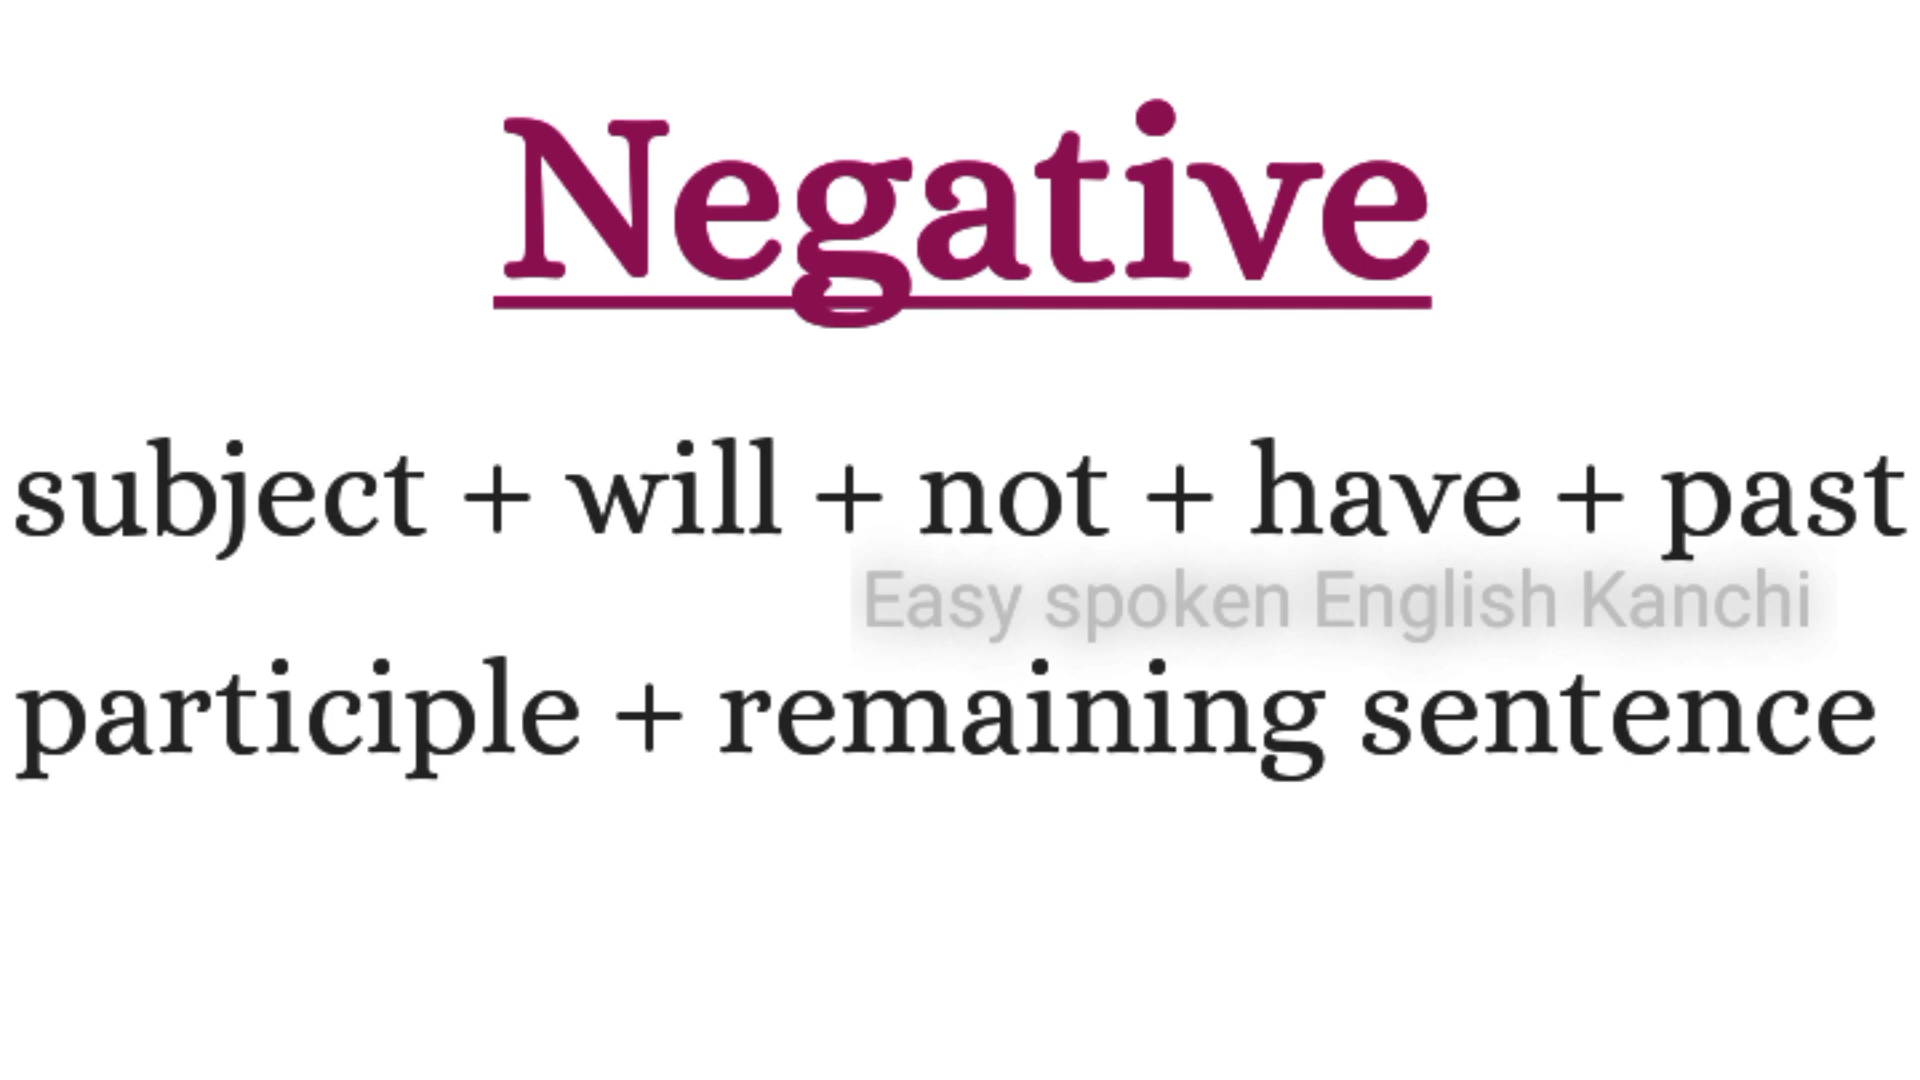 Negative
subject + will + not + have + past
Easy spoken English Kanchi
participle + remaining sentence